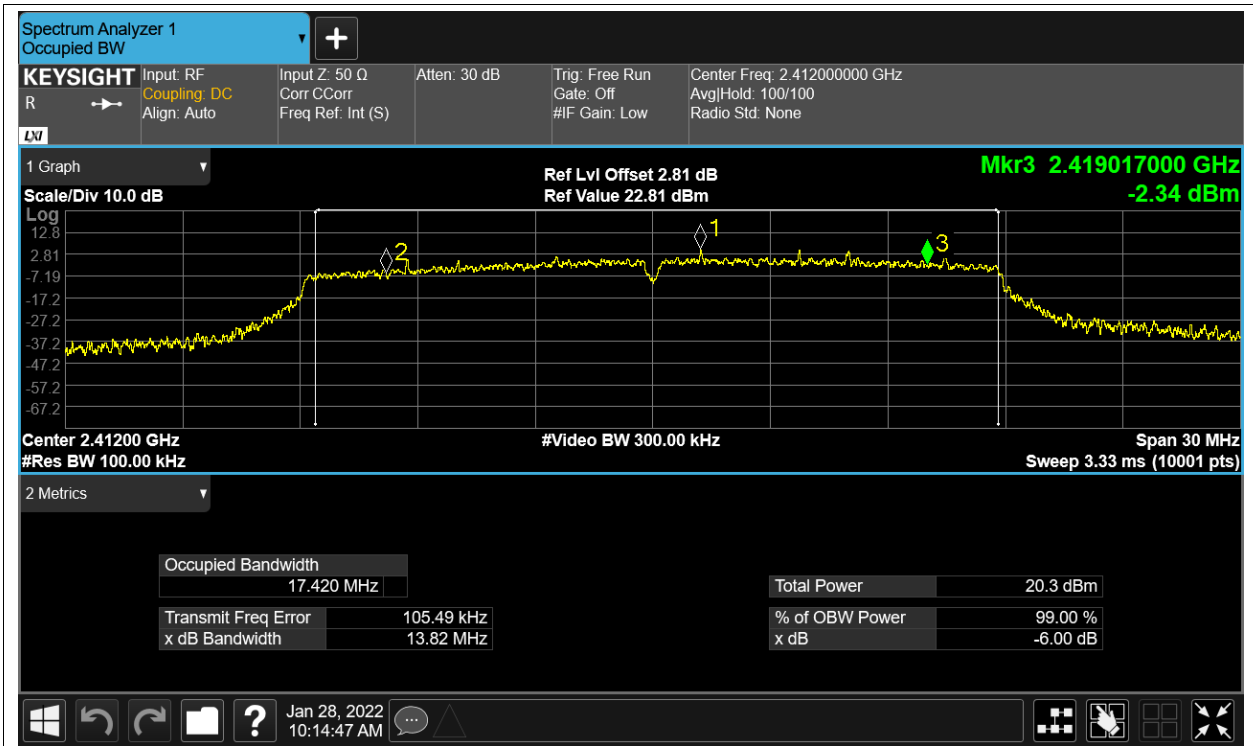 Spectrum Analyzer 1
Occupied BW
KEYSIGHT
R
LXI
Input: RF
Coupling: DC
Align: Auto
Input Z: 50 Ω
Corr CCorr
Freq Ref: Int (S)
Atten: 30 dB
Trig: Free Run
Gate: Off
#IF Gain: Low
Center Freq: 2.412000000 GHz
Avg|Hold: 100/100
Radio Std: None
1 Graph
Scale/Div 10.0 dB
Ref Lvl Offset 2.81 dB
Ref Value 22.81 dBm
Mkr3 2.419017000 GHz
-2.34 dBm
Log
12.8
2.81
-7.19
-17.2
-27.2
-37.2
-47.2
-57.2
-67.2
2
1
3
Center 2.41200 GHz
#Video BW 300.00 kHz
Span 30 MHz
#Res BW 100.00 kHz
Sweep 3.33 ms (10001 pts)
2 Metrics
Occupied Bandwidth
17.420 MHz
Transmit Freq Error 105.49 kHz
x dB Bandwidth 13.82 MHz
Total Power 20.3 dBm
% of OBW Power 99.00 %
x dB -6.00 dB
?
Jan 28, 2022
10:14:47 AM